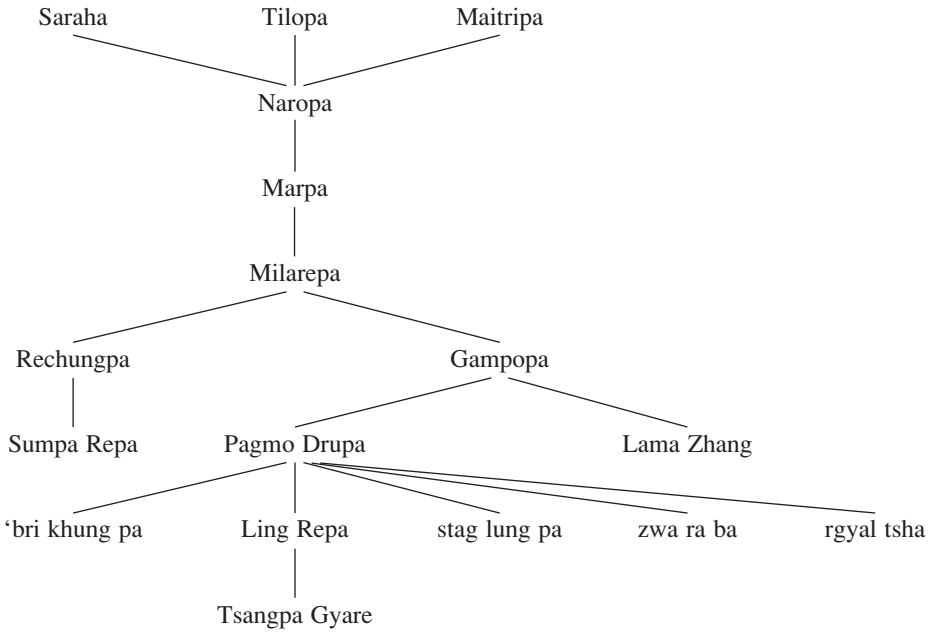 Saraha Tilopa Maitripa
Naropa
Marpa
Milarepa
Rechungpa Gampopa
Sumpa Repa Pagmo Drupa Lama Zhang
‘bri khung pa Ling Repa stag lung pa zwa ra ba rgyal tsha
Tsangpa Gyare